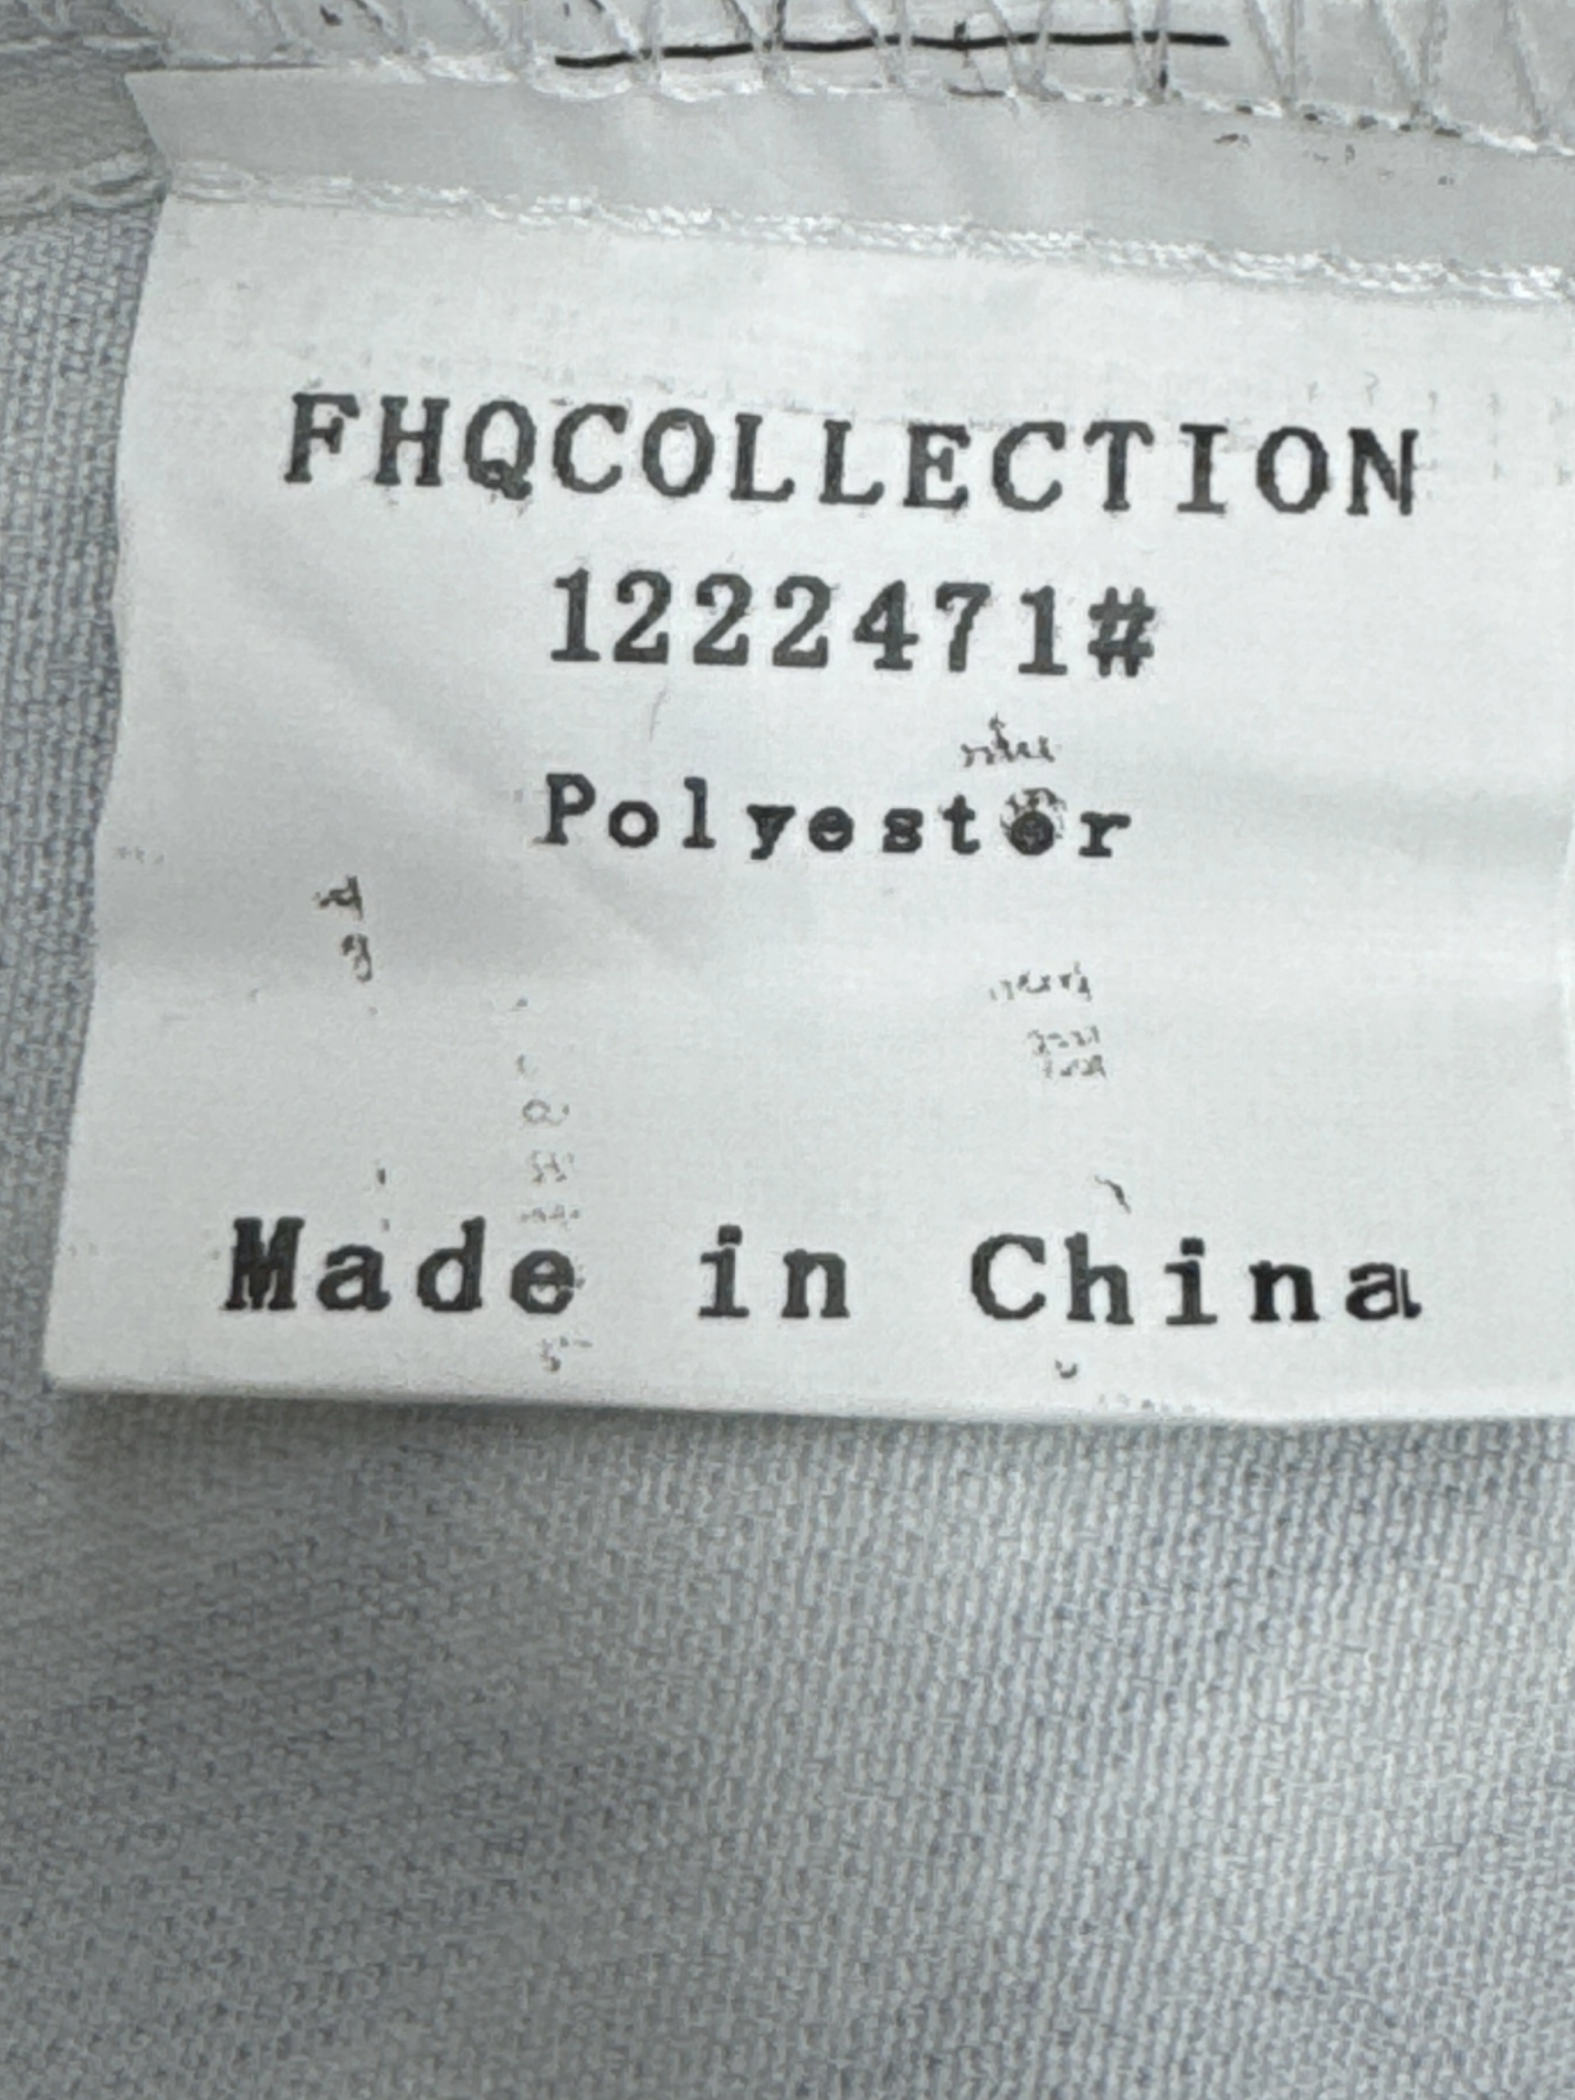 FHQCOLLECTION
1222471#
Polyester
Made in China